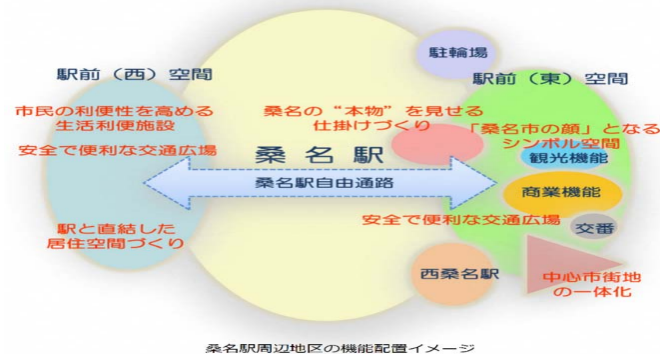 駐輪場
駅前（西）空間
駅前（東）空間
市民の利便性を高める
生活利便施設
桑名の“本物”を見せる
仕掛けづくり
「桑名市の顔」となる
シンボル空間
安全で便利な交通広場
桑名駅
観光機能
桑名駅自由通路
商業機能
安全で便利な交通広場
交番
駅と直結した
居住空間づくり
西桑名駅
中心市街地
の一体化
桑名駅周辺地区の機能配置イメージ